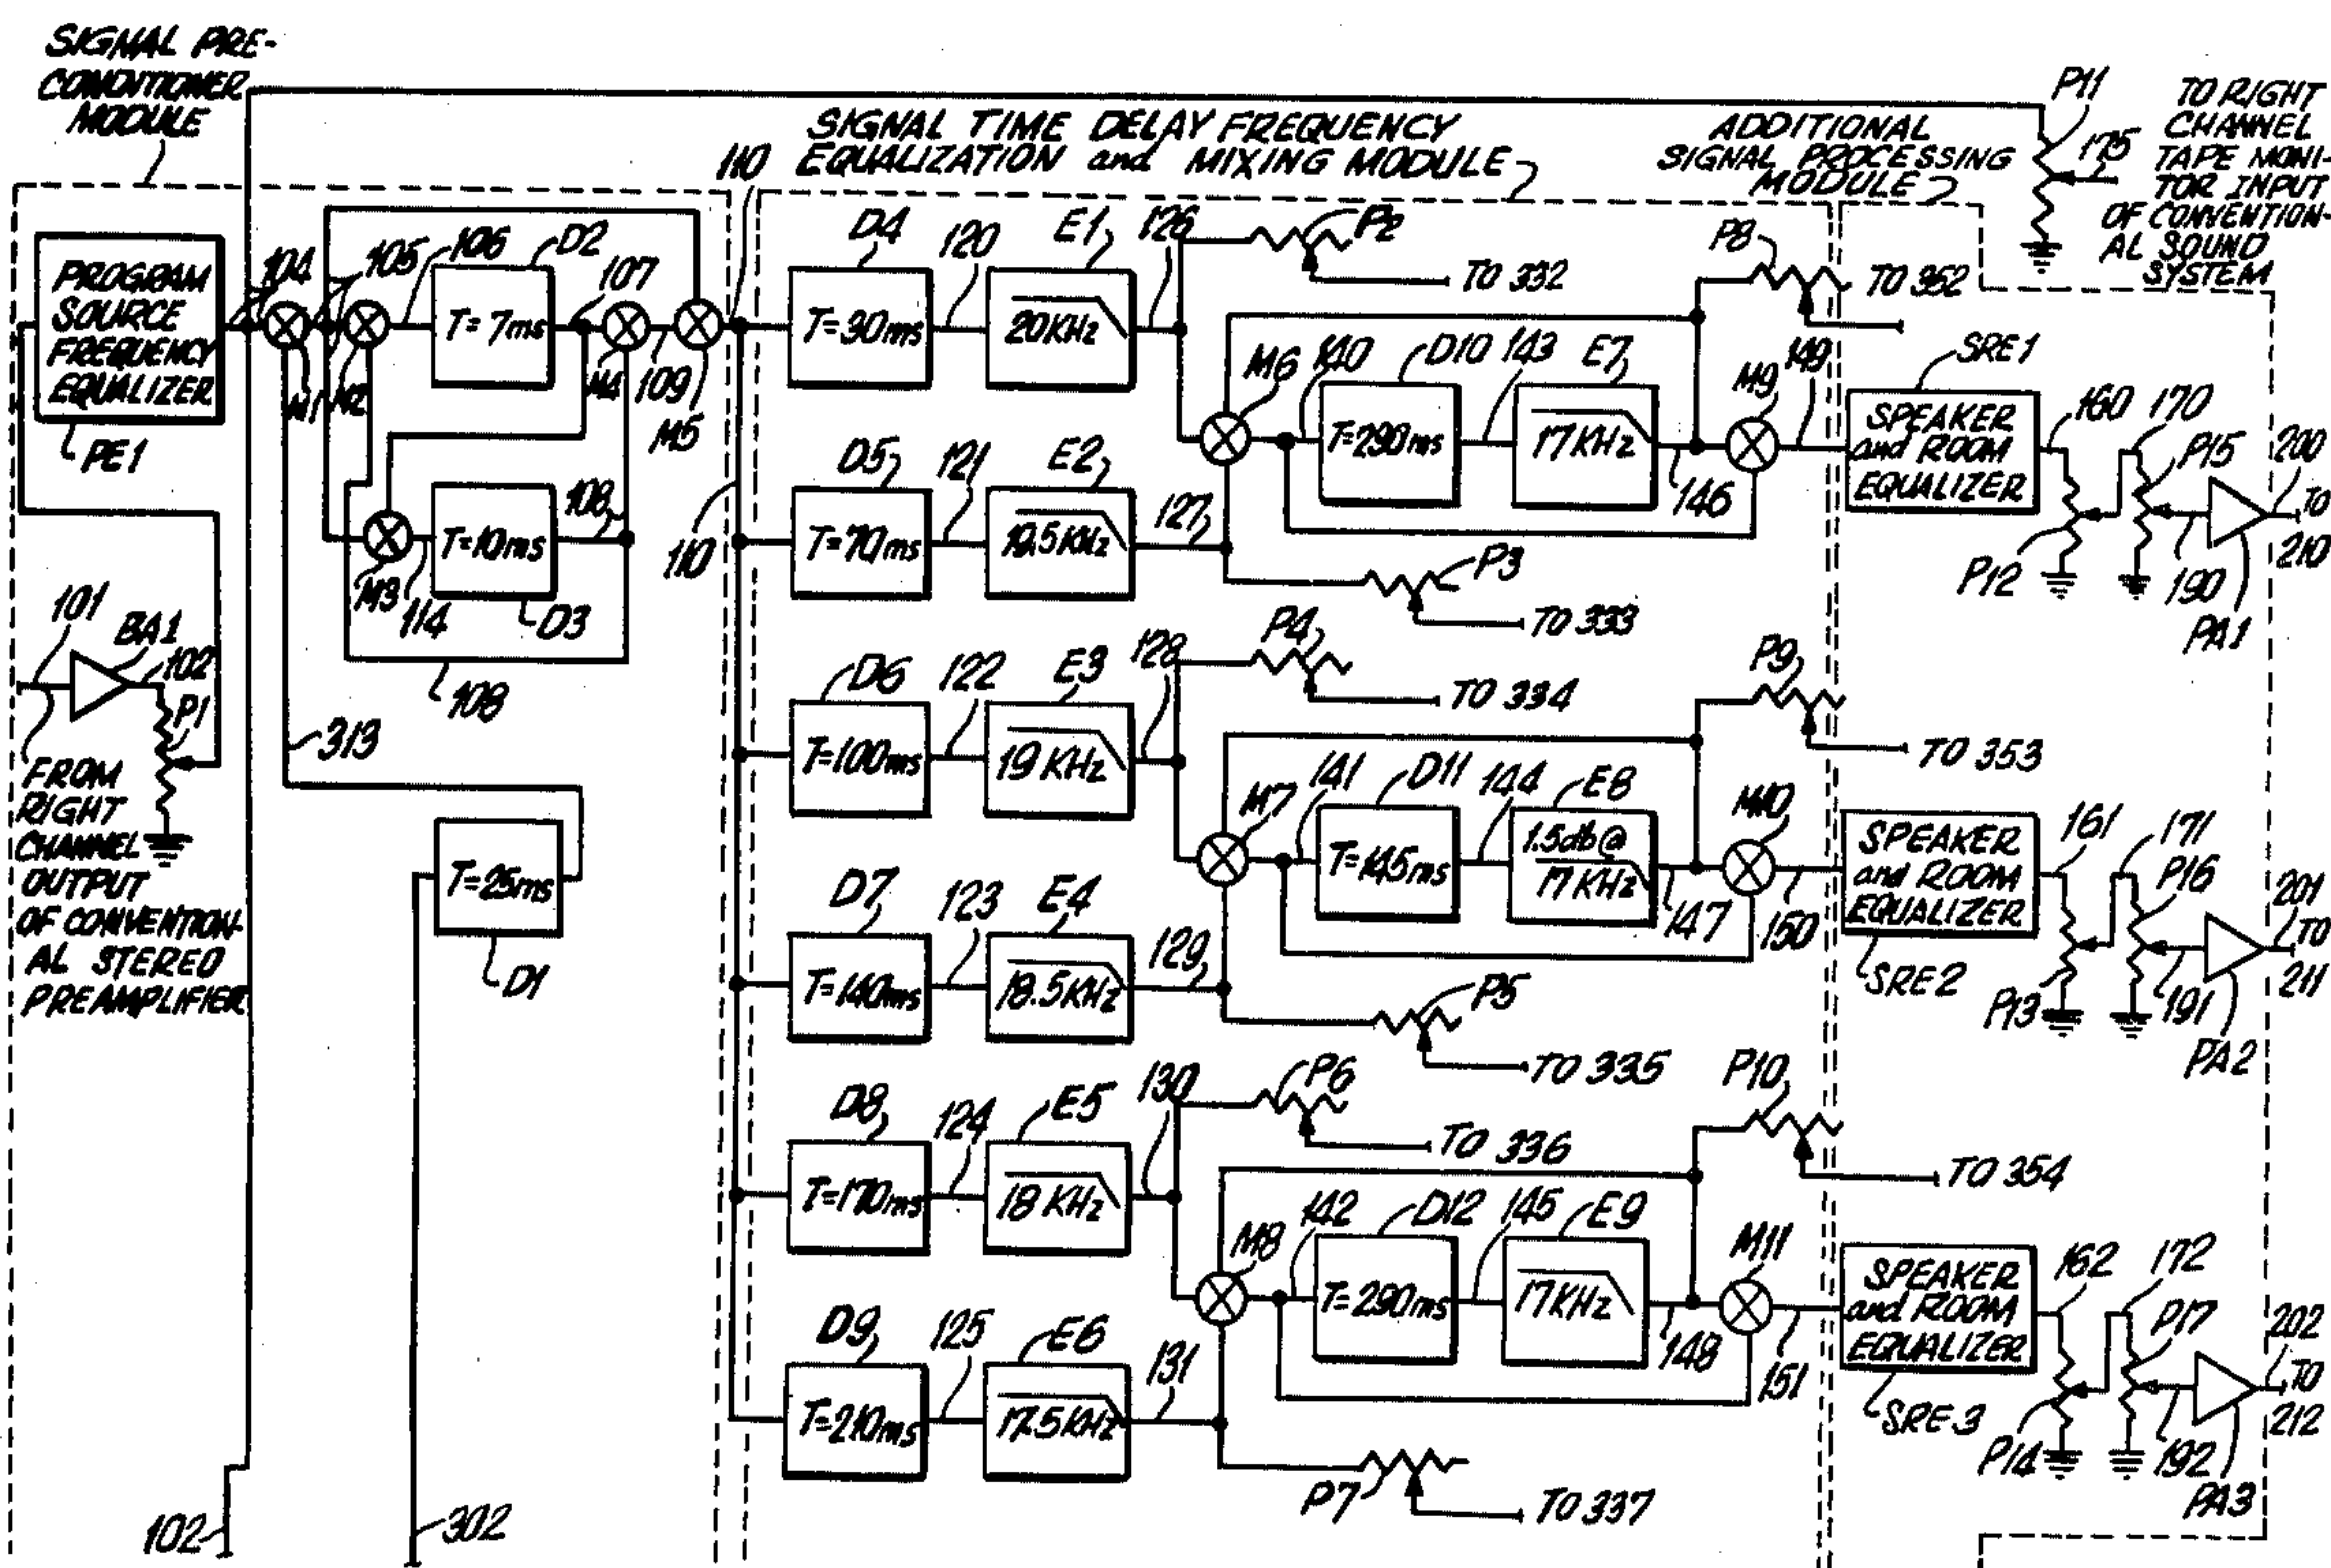 SIGNAL PRE-
CONDITIONER
MODULE
SIGNAL TIME DELAY FREQUENCY
EQUALIZATION and MIXING MODULE
ADDITIONAL
SIGNAL PROCESSING
MODULE
P11
175
TO RIGHT
CHANNEL
TAPE MONI-
TOR INPUT
OF CONVENTION-
AL SOUND
SYSTEM
110
PROGRAM
SOURCE
FREQUENCY
EQUALIZER
PE1
104
105
106
D2
T=7ms
107
M1
M2
M4
109
M5
108
M3
114
T=10ms
D3
108
101
BA1
102
P1
FROM
RIGHT
CHANNEL
OUTPUT
OF CONVENTION-
AL STEREO
PREAMPLIFIER
313
T=25ms
D1
102
302
110
D4
T=30ms
120
E1
20KHz
126
P2
TO 332
P8
TO 352
M6
140
D10
T=290ms
143
E7
17KHz
146
M9
149
SRE1
SPEAKER
and ROOM
EQUALIZER
160
170
P15
P12
190
PA1
200
TO
210
D5
T=70ms
121
E2
19.5KHz
127
P3
TO 333
D6
T=100ms
122
E3
19KHz
128
P4
TO 334
P9
TO 353
M7
141
D11
T=145ms
144
E8
1.5db@
17KHz
147
M10
150
SPEAKER
and ROOM
EQUALIZER
SRE2
161
171
P16
P13
191
PA2
201
TO
211
D7
T=140ms
123
E4
18.5KHz
129
P5
TO 335
D8
T=170ms
124
E5
18KHz
130
P6
TO 336
P10
TO 354
M8
142
D12
T=290ms
145
E9
17KHz
148
M11
151
SPEAKER
and ROOM
EQUALIZER
SRE3
162
172
P17
P14
192
PA3
202
TO
212
D9
T=210ms
125
E6
17.5KHz
131
P7
TO 337